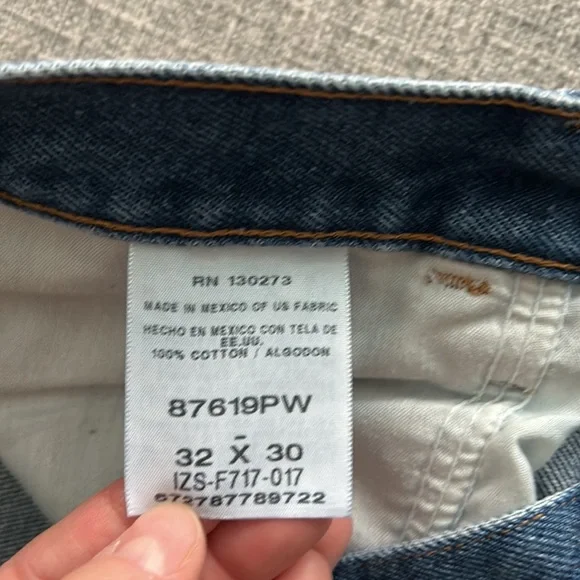 RN 130273
MADE IN MEXICO OF US FABRIC
HECHO EN MEXICO CON TELA DE
EE.UU.
100% COTTON / ALGODON
87619PW
32 X 30
IZS-F717-017